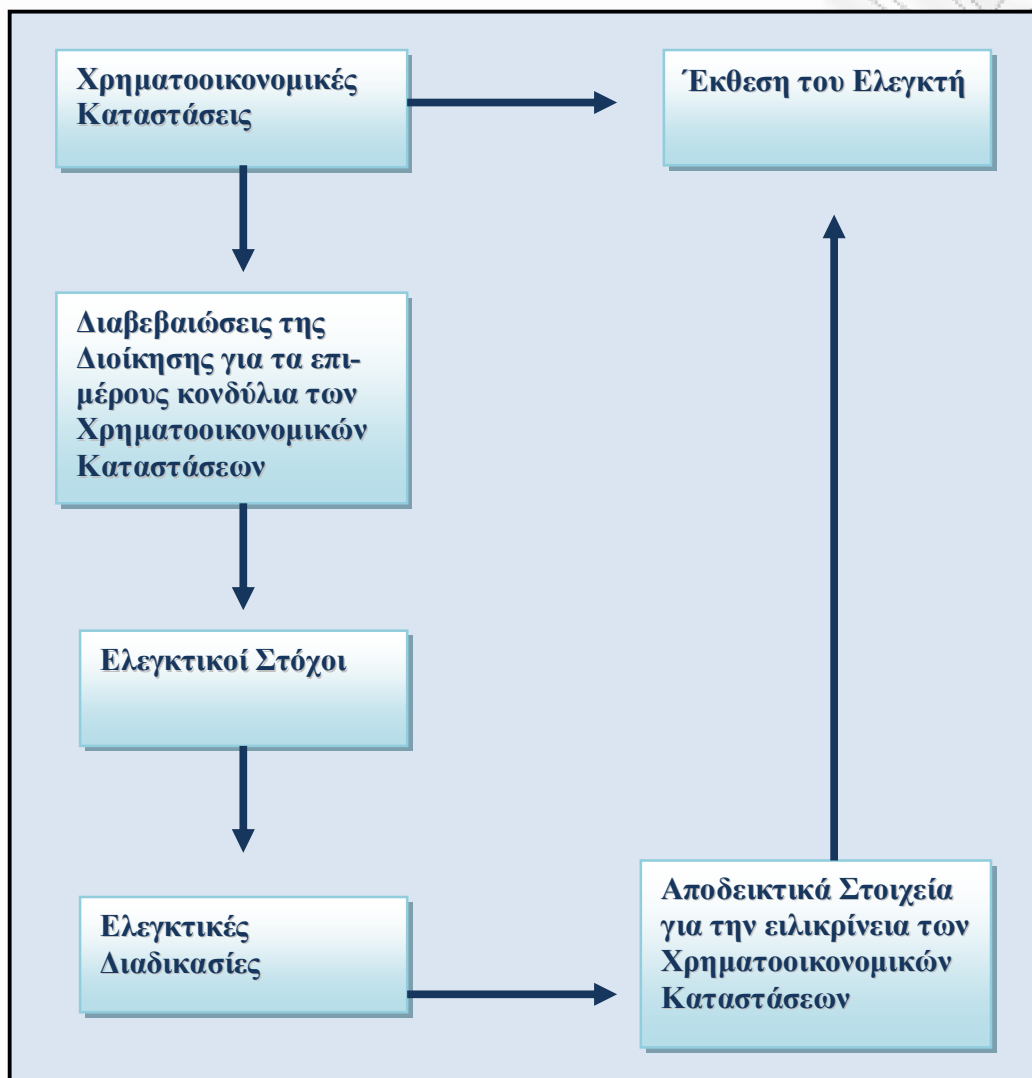 Χρηματοοικονομικές
Καταστάσεις
Έκθεση του Ελεγκτή
Διαβεβαιώσεις της
Διοίκησης για τα επι-
μέρους κονδύλια των
Χρηματοοικονομικών
Καταστάσεων
Ελεγκτικοί Στόχοι
Ελεγκτικές
Διαδικασίες
Αποδεικτικά Στοιχεία
για την ειλικρίνεια των
Χρηματοοικονομικών
Καταστάσεων